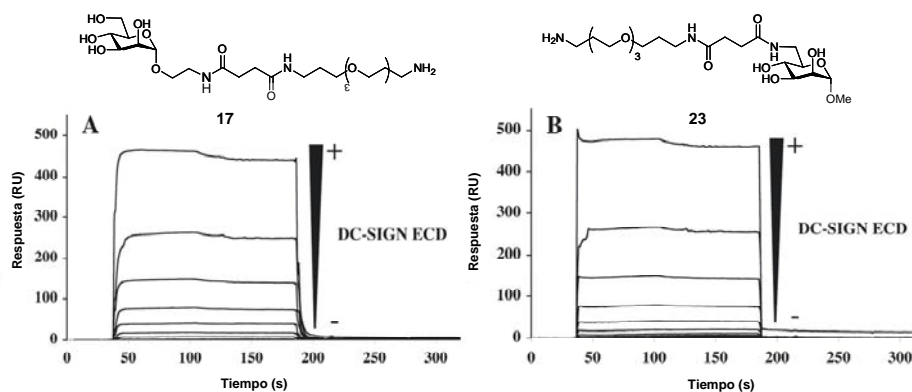 HO OH
HO
HO
O
O
N
H
O
O
H
N
O
ε
NH₂
17
H₂N
O
3
H
N
O
O
HN
HO
HO
OH
O
OMe
23
A
Respuesta (RU)
500
400
300
200
100
0
+
DC-SIGN ECD
-
0 50 100 150 200 250 300
Tiempo (s)
B
Respuesta (RU)
500
400
300
200
100
0
+
DC-SIGN ECD
-
0 50 100 150 200 250 300
Tiempo (s)